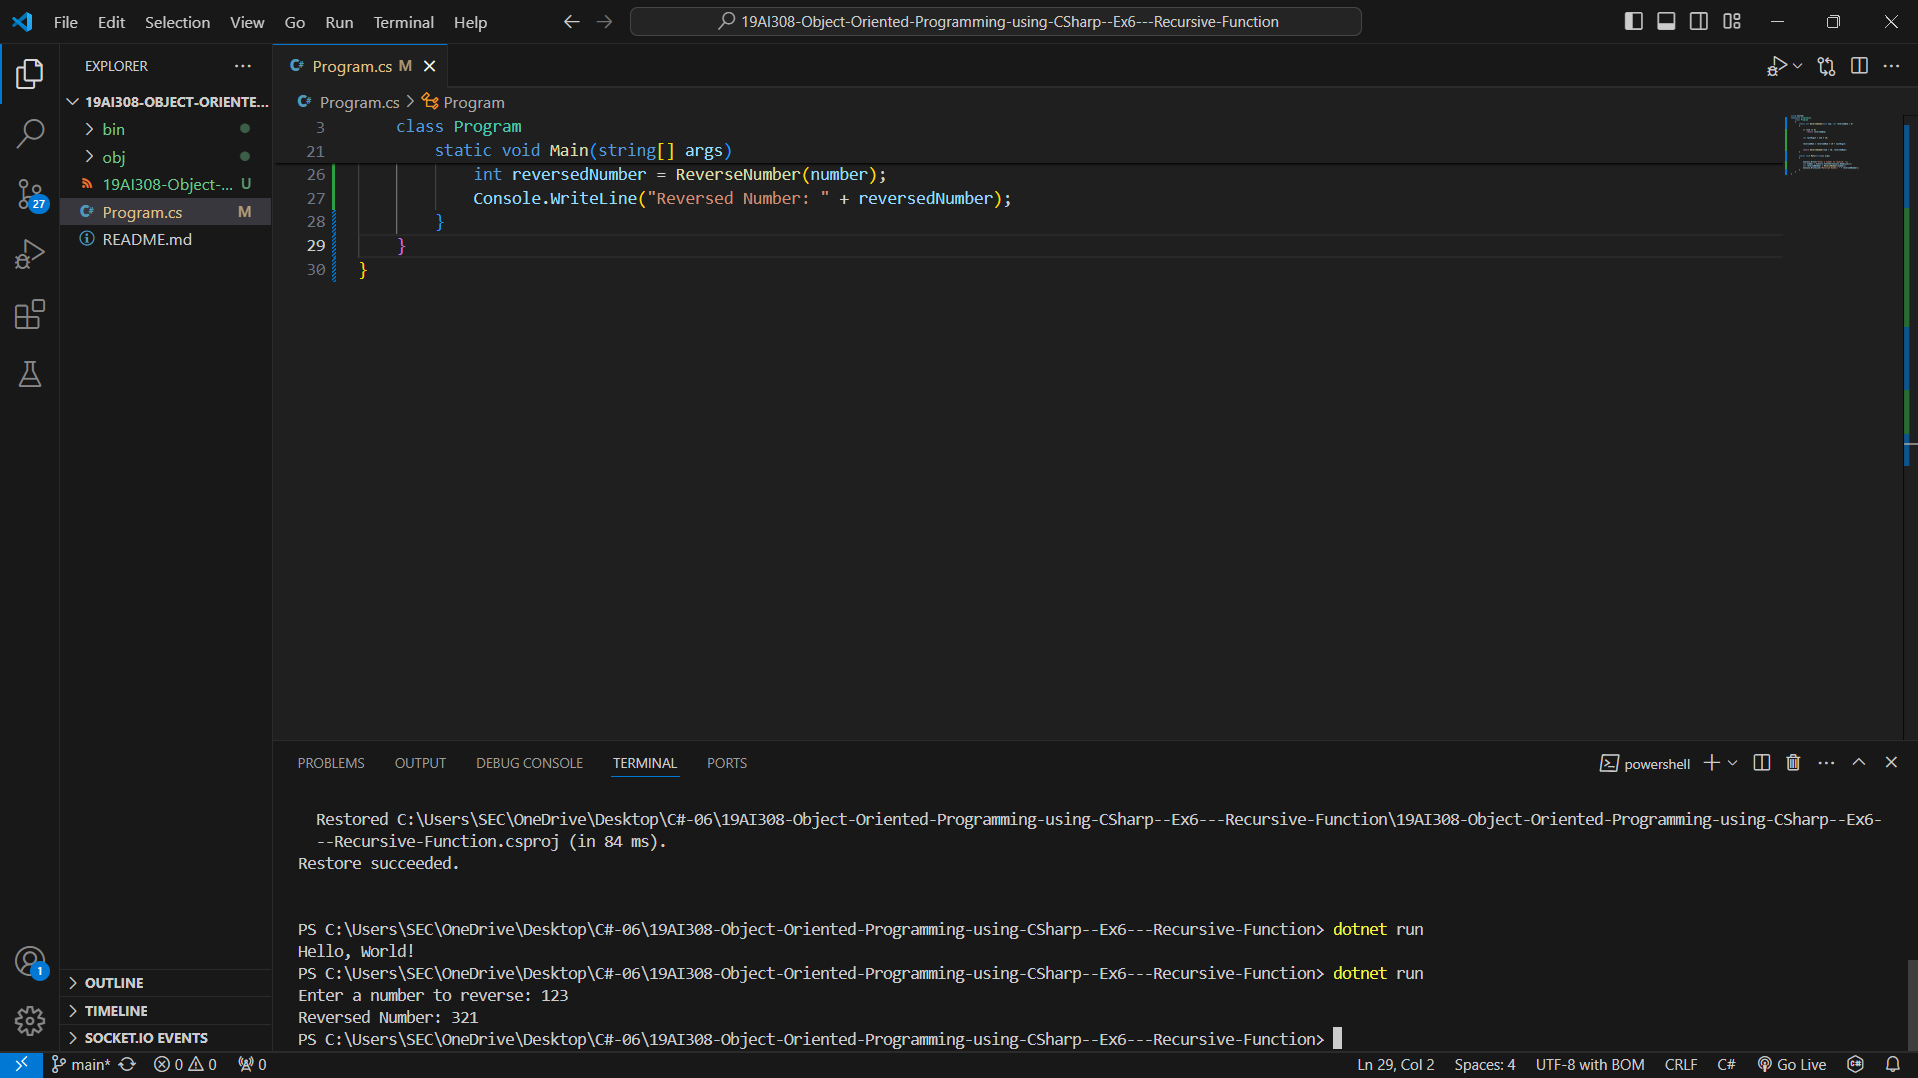 File Edit Selection View Go Run Terminal Help
19AI308-Object-Oriented-Programming-using-CSharp--Ex6---Recursive-Function
EXPLORER
19AI308-OBJECT-ORIENTE...
bin
obj
19AI308-Object-... U
Program.cs M
README.md
27
Program.cs M
Program.cs > Program
3 class Program
21 static void Main(string[] args)
26 int reversedNumber = ReverseNumber(number);
27 Console.WriteLine("Reversed Number: " + reversedNumber);
28 }
29 }
30 }
PROBLEMS OUTPUT DEBUG CONSOLE TERMINAL PORTS
powershell
Restored C:\Users\SEC\OneDrive\Desktop\C#-06\19AI308-Object-Oriented-Programming-using-CSharp--Ex6---Recursive-Function\19AI308-Object-Oriented-Programming-using-CSharp--Ex6-
--Recursive-Function.csproj (in 84 ms).
Restore succeeded.
PS C:\Users\SEC\OneDrive\Desktop\C#-06\19AI308-Object-Oriented-Programming-using-CSharp--Ex6---Recursive-Function> dotnet run
Hello, World!
PS C:\Users\SEC\OneDrive\Desktop\C#-06\19AI308-Object-Oriented-Programming-using-CSharp--Ex6---Recursive-Function> dotnet run
Enter a number to reverse: 123
Reversed Number: 321
PS C:\Users\SEC\OneDrive\Desktop\C#-06\19AI308-Object-Oriented-Programming-using-CSharp--Ex6---Recursive-Function>
1
OUTLINE
TIMELINE
SOCKET.IO EVENTS
main* 0 0 0
Ln 29, Col 2 Spaces: 4 UTF-8 with BOM CRLF C# Go Live